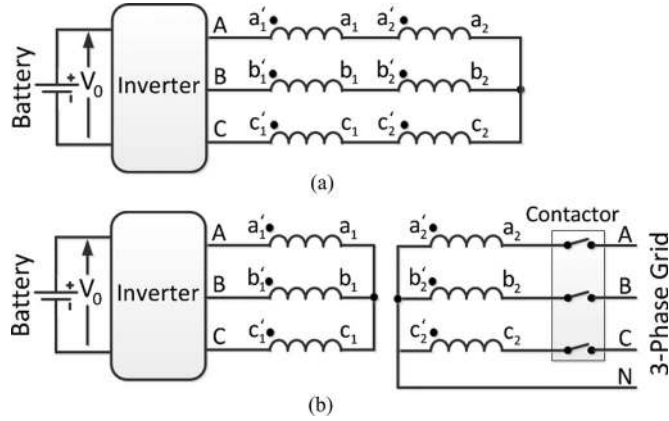 A a₁′ a₁ a₂′ a₂
Battery + - V₀ Inverter B b₁′ b₁ b₂′ b₂
C c₁′ c₁ c₂′ c₂
(a)
A a₁′ a₁ a₂′ a₂ Contactor A
Battery + - V₀ Inverter B b₁′ b₁ b₂′ b₂ B 3-Phase Grid
C c₁′ c₁ c₂′ c₂ C
N
(b)